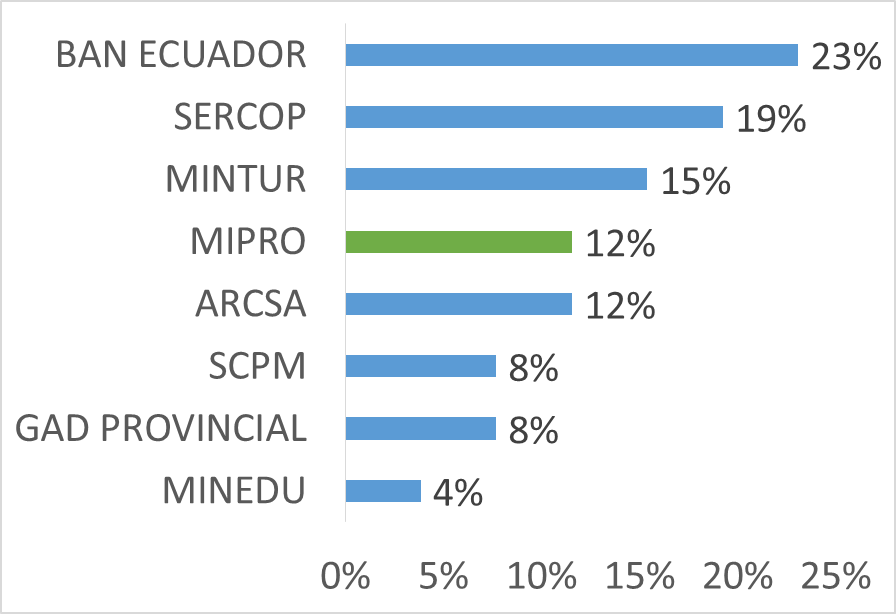 BAN ECUADOR 23%
SERCOP 19%
MINTUR 15%
MIPRO 12%
ARCSA 12%
SCPM 8%
GAD PROVINCIAL 8%
MINEDU 4%
0% 5% 10% 15% 20% 25%